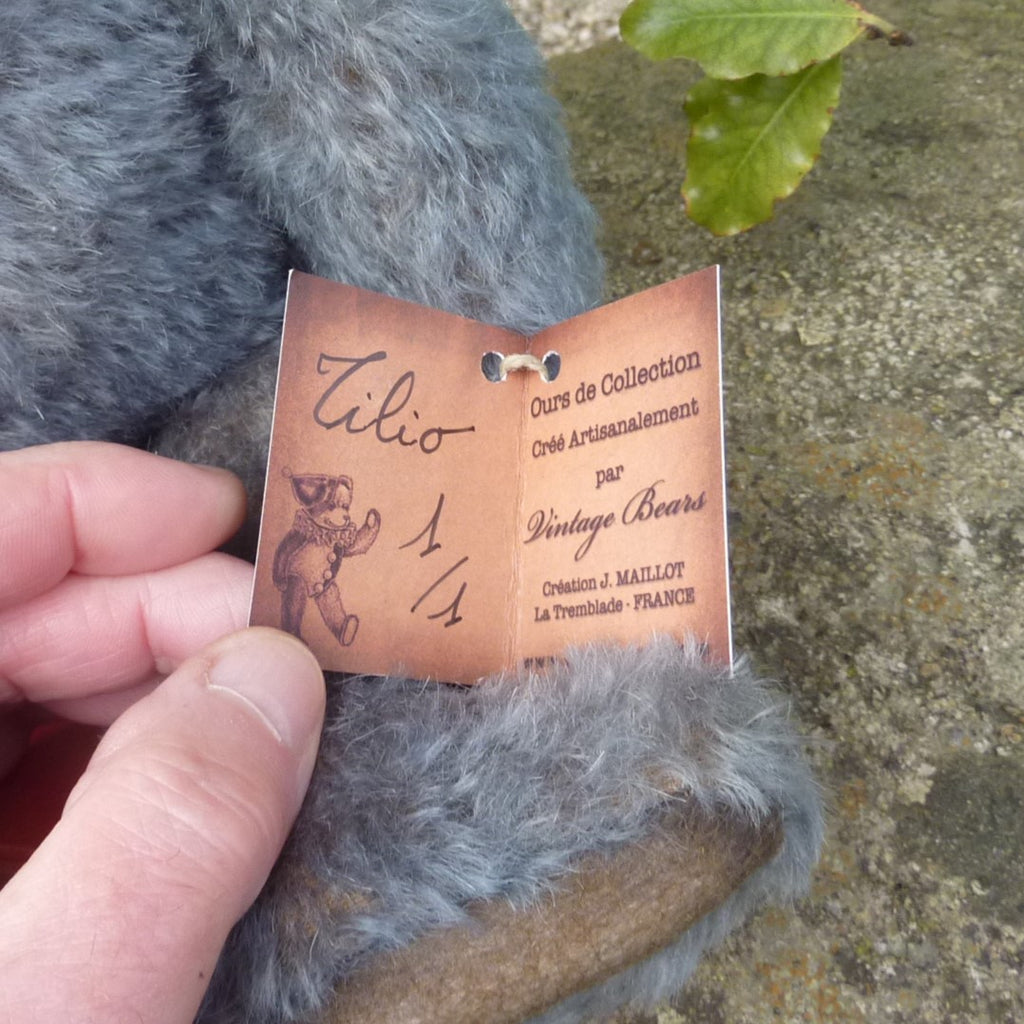 Tilio
1
/1
Ours de Collection
Créé Artisanalement
par
Vintage Bears
Création J. MAILLOT
La Tremblade - FRANCE